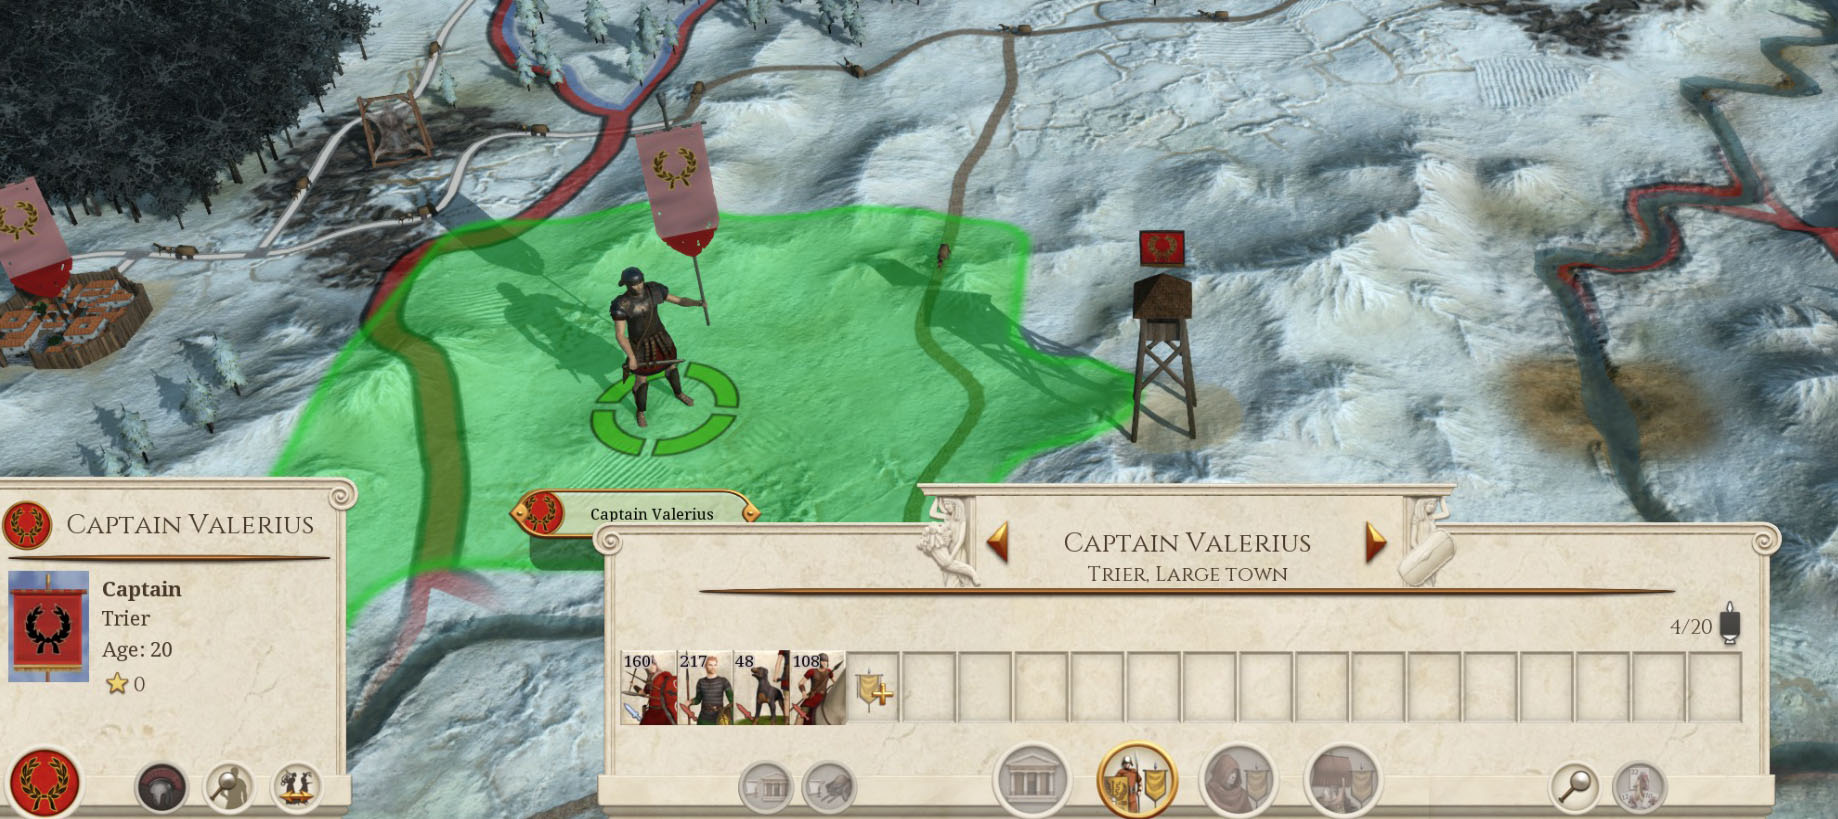 CAPTAIN VALERIUS
Captain
Trier
Age: 20
0
Captain Valerius
CAPTAIN VALERIUS
TRIER, LARGE TOWN
4/20
160
217
48
108